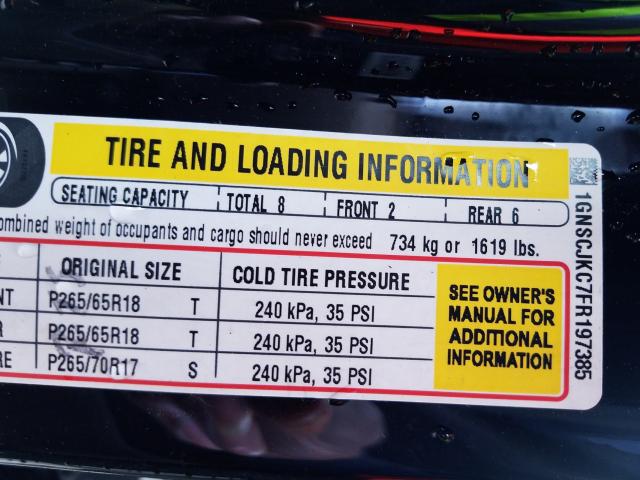 TIRE AND LOADING INFORMATION
SEATING CAPACITY TOTAL 8 FRONT 2 REAR 6
ombined weight of occupants and cargo should never exceed 734 kg or 1619 lbs.
ORIGINAL SIZE COLD TIRE PRESSURE
NT P265/65R18 T 240 kPa, 35 PSI
R P265/65R18 T 240 kPa, 35 PSI
RE P265/70R17 S 240 kPa, 35 PSI
SEE OWNER'S
MANUAL FOR
ADDITIONAL
INFORMATION
1GNSCJKC7FR197385